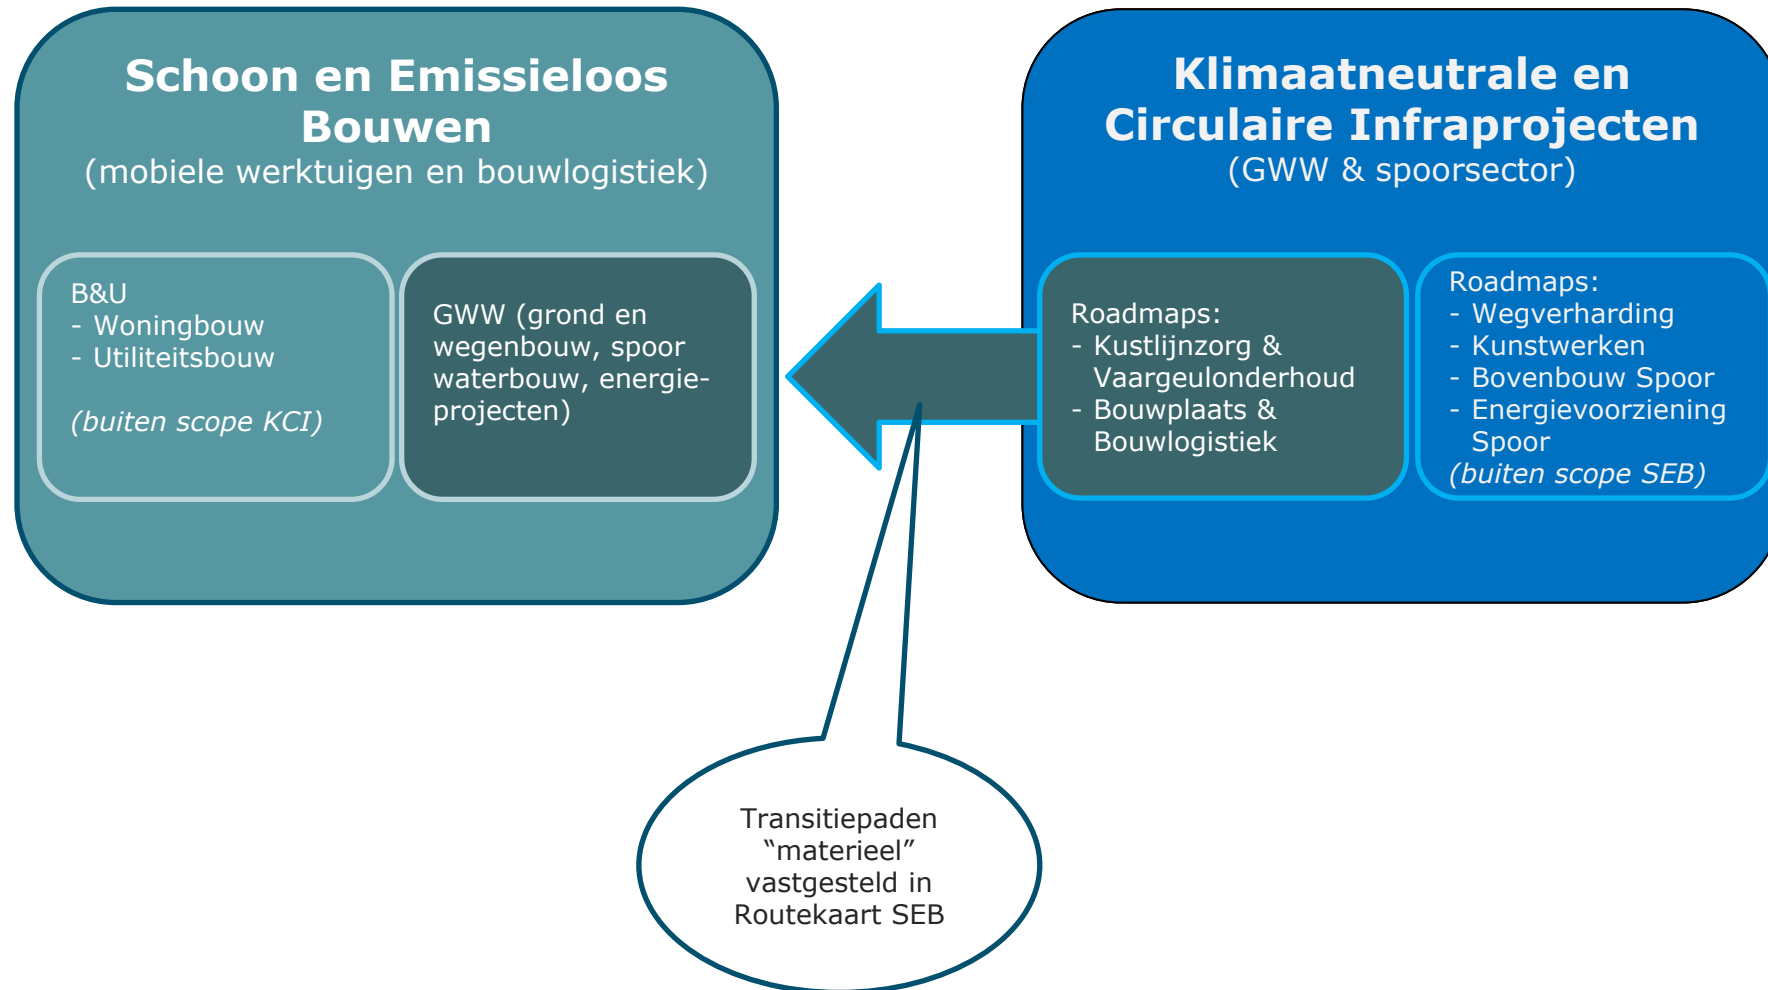 Schoon en Emissieloos
Bouwen
(mobiele werktuigen en bouwlogistiek)
B&U
- Woningbouw
- Utiliteitsbouw
(buiten scope KCI)
GWW (grond en
wegenbouw, spoor
waterbouw, energie-
projecten)
Klimaatneutrale en
Circulaire Infraprojecten
(GWW & spoorsector)
Roadmaps:
- Kustlijnzorg &
Vaargeulonderhoud
- Bouwplaats &
Bouwlogistiek
Roadmaps:
- Wegverharding
- Kunstwerken
- Bovenbouw Spoor
- Energievoorziening
Spoor
(buiten scope SEB)
Transitiepaden
“materieel”
vastgesteld in
Routekaart SEB